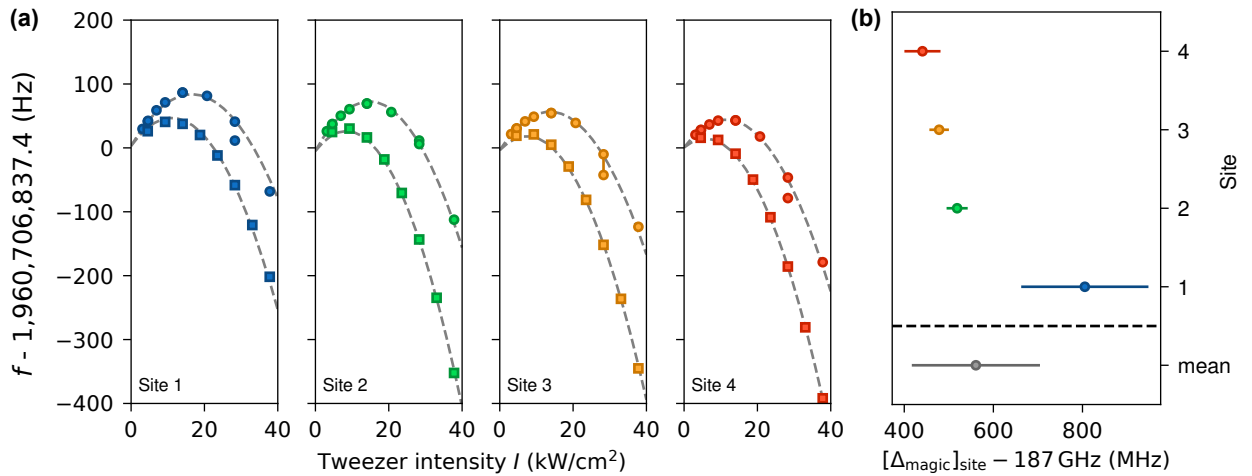 (a)
(b)
f - 1,960,706,837.4 (Hz)
200
100
0
−100
−200
−300
−400
Site 1
Site 2
Site 3
Site 4
0 20 40
0 20 40
0 20 40
0 20 40
Tweezer intensity I (kW/cm²)
4
3
2
1
mean
Site
400 600 800
[Δmagic]site − 187 GHz (MHz)